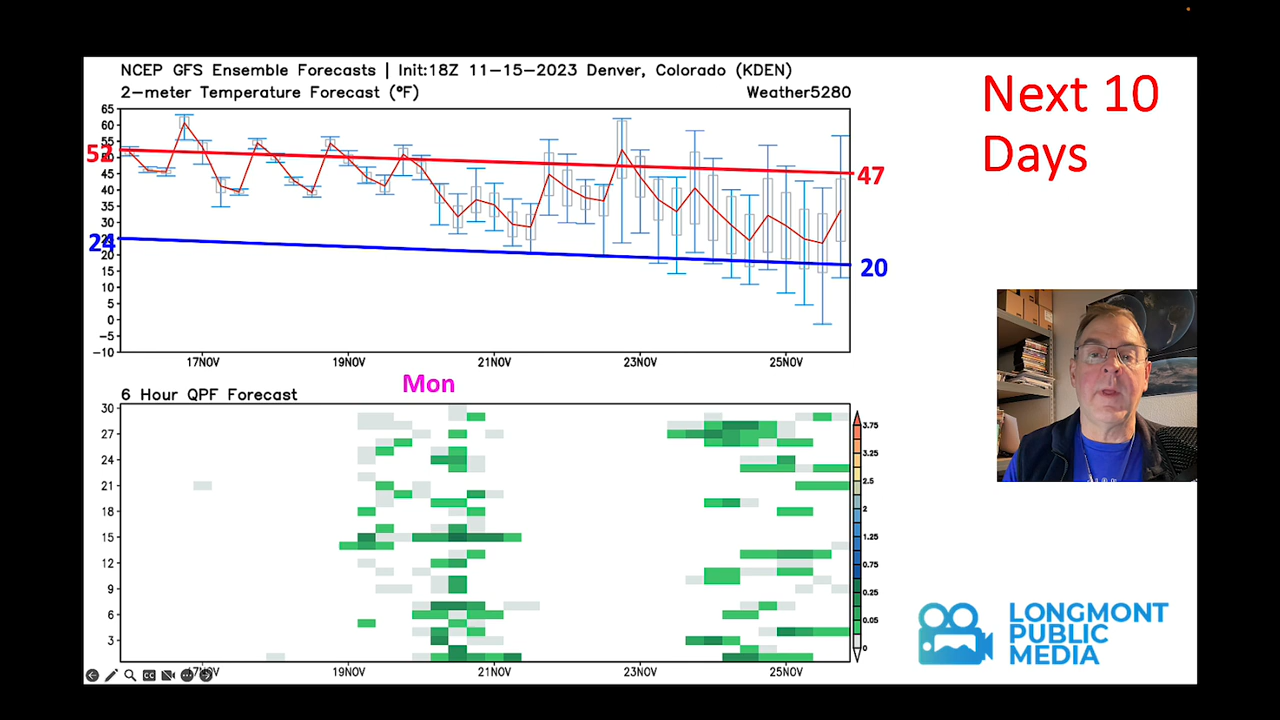 NCEP GFS Ensemble Forecasts | Init:18Z 11-15-2023 Denver, Colorado (KDEN)
2-meter Temperature Forecast (°F)
Weather5280
Next 10
Days
65
60
55
52
50
45
47
40
35
30
24
20
20
15
10
5
0
-5
-10
17NOV
19NOV
21NOV
23NOV
25NOV
Mon
6 Hour QPF Forecast
30
27
24
21
18
15
12
9
6
3
3.75
3.25
2.5
2
1.25
0.75
0.25
0.05
0
17NOV
19NOV
21NOV
23NOV
25NOV
CC
LONGMONT
PUBLIC
MEDIA